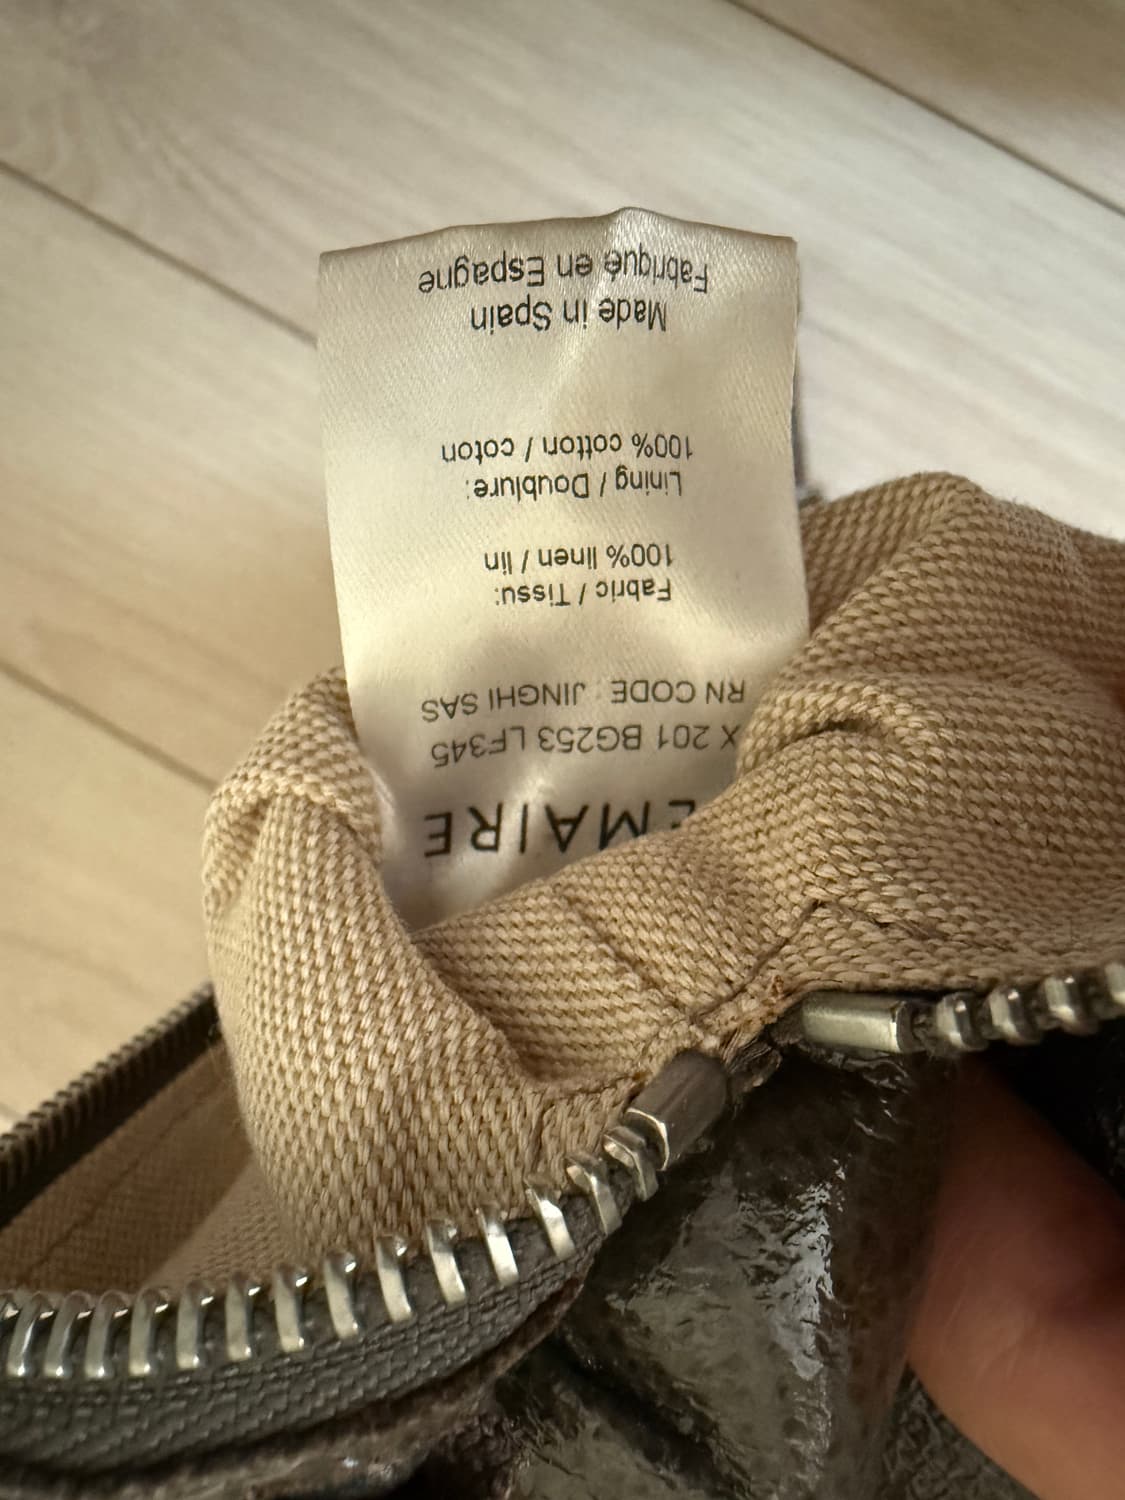 EMAIRE
X 201 BG253 LF345
RN CODE : JINGHI SAS
Fabric / Tissu:
100% linen / lin
Lining / Doublure:
100% cotton / coton
Made in Spain
Fabriqué en Espagne